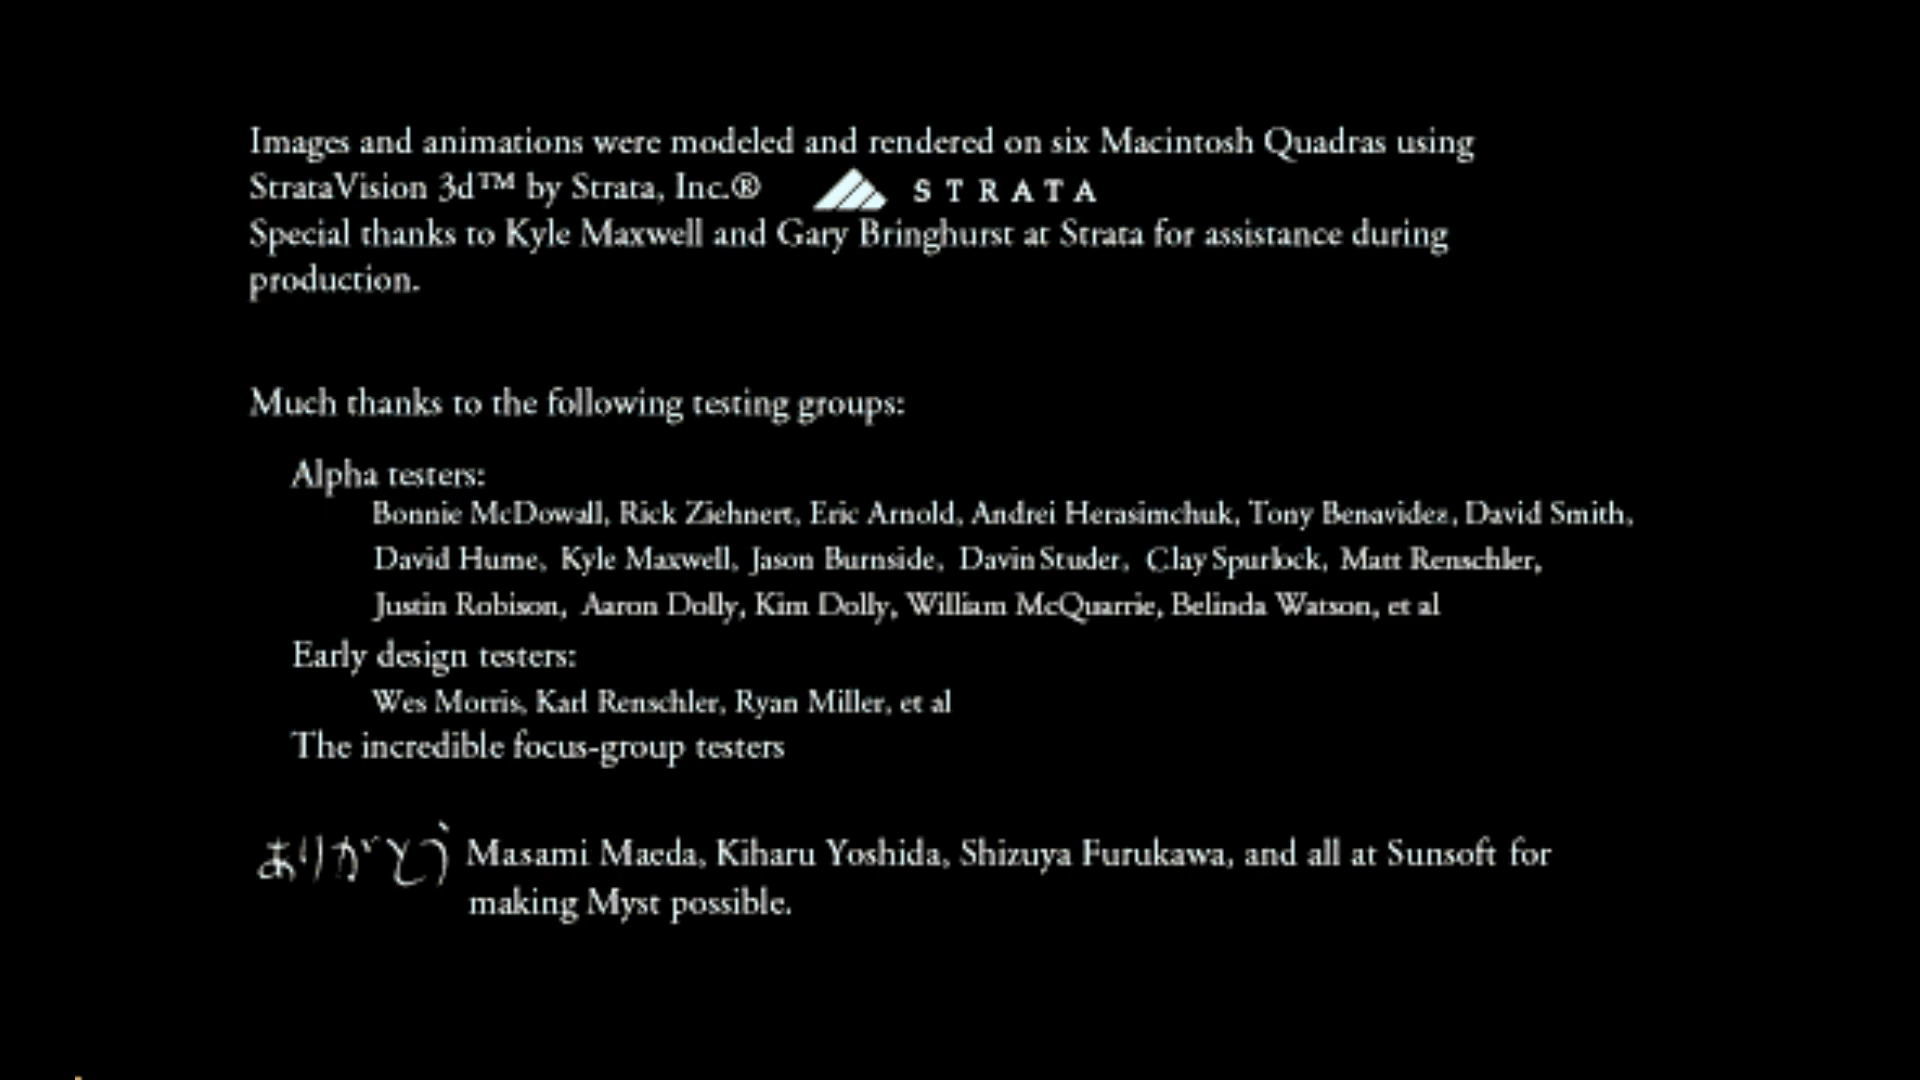 Images and animations were modeled and rendered on six Macintosh Quadras using
StrataVision 3d™ by Strata, Inc.® STRATA
Special thanks to Kyle Maxwell and Gary Bringhurst at Strata for assistance during
production.
Much thanks to the following testing groups:
Alpha testers:
Bonnie McDowall, Rick Ziehnert, Eric Arnold, Andrei Herasimchuk, Tony Benavidez, David Smith,
David Hume, Kyle Maxwell, Jason Burnside, Davin Studer, Clay Spurlock, Matt Renschler,
Justin Robison, Aaron Dolly, Kim Dolly, William McQuarrie, Belinda Watson, et al
Early design testers:
Wes Morris, Karl Renschler, Ryan Miller, et al
The incredible focus-group testers
ありがとう Masami Maeda, Kiharu Yoshida, Shizuya Furukawa, and all at Sunsoft for
making Myst possible.